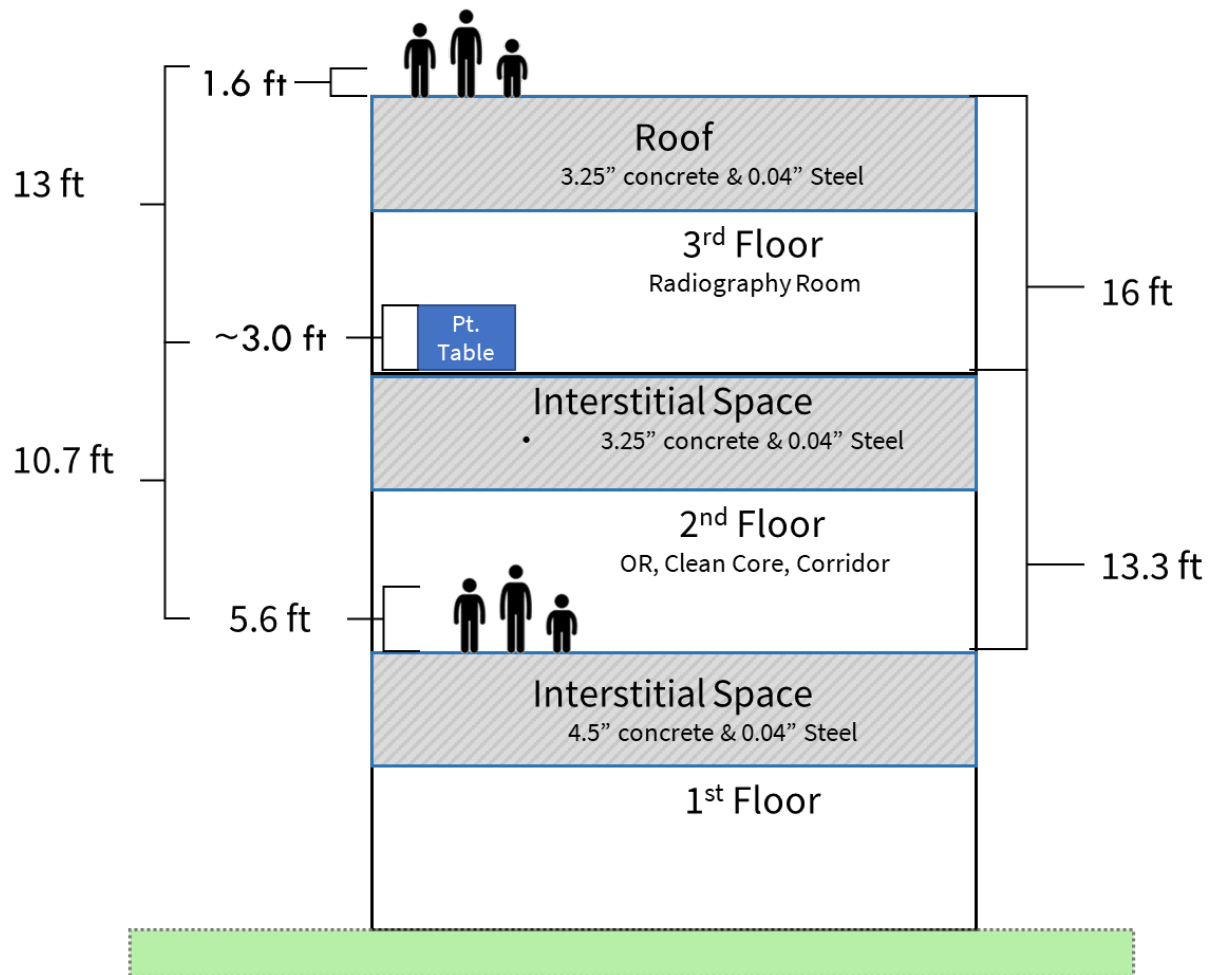 1.6 ft
Roof
3.25” concrete & 0.04” Steel
13 ft
3rd Floor
Radiography Room
16 ft
~3.0 ft
Pt.
Table
Interstitial Space
• 3.25” concrete & 0.04” Steel
10.7 ft
2nd Floor
OR, Clean Core, Corridor
13.3 ft
5.6 ft
Interstitial Space
4.5” concrete & 0.04” Steel
1st Floor